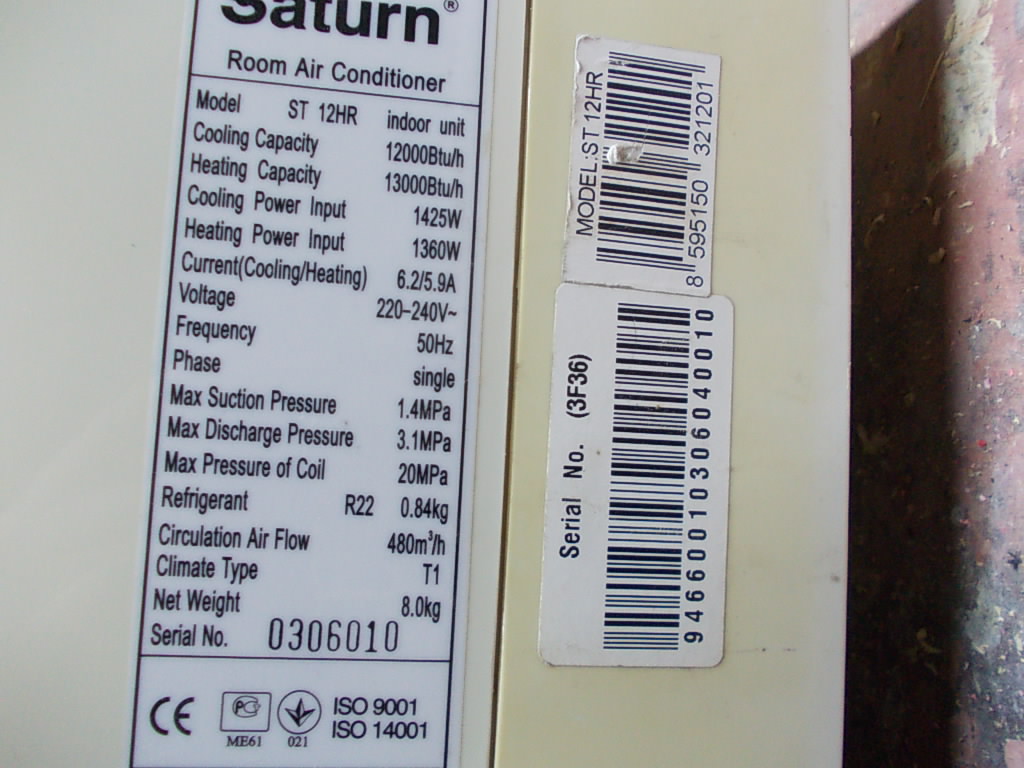 Saturn®
Room Air Conditioner
Model ST 12HR indoor unit
Cooling Capacity 12000Btu/h
Heating Capacity 13000Btu/h
Cooling Power Input 1425W
Heating Power Input 1360W
Current(Cooling/Heating) 6.2/5.9A
Voltage 220-240V~
Frequency 50Hz
Phase single
Max Suction Pressure 1.4MPa
Max Discharge Pressure 3.1MPa
Max Pressure of Coil 20MPa
Refrigerant R22 0.84kg
Circulation Air Flow 480m³/h
Climate Type T1
Net Weight 8.0kg
Serial No. 0306010
CE PC ISO 9001
ME61 021 ISO 14001
MODEL:ST12HR
8 595150 321201
Serial No. (3F36)
94660010306040010